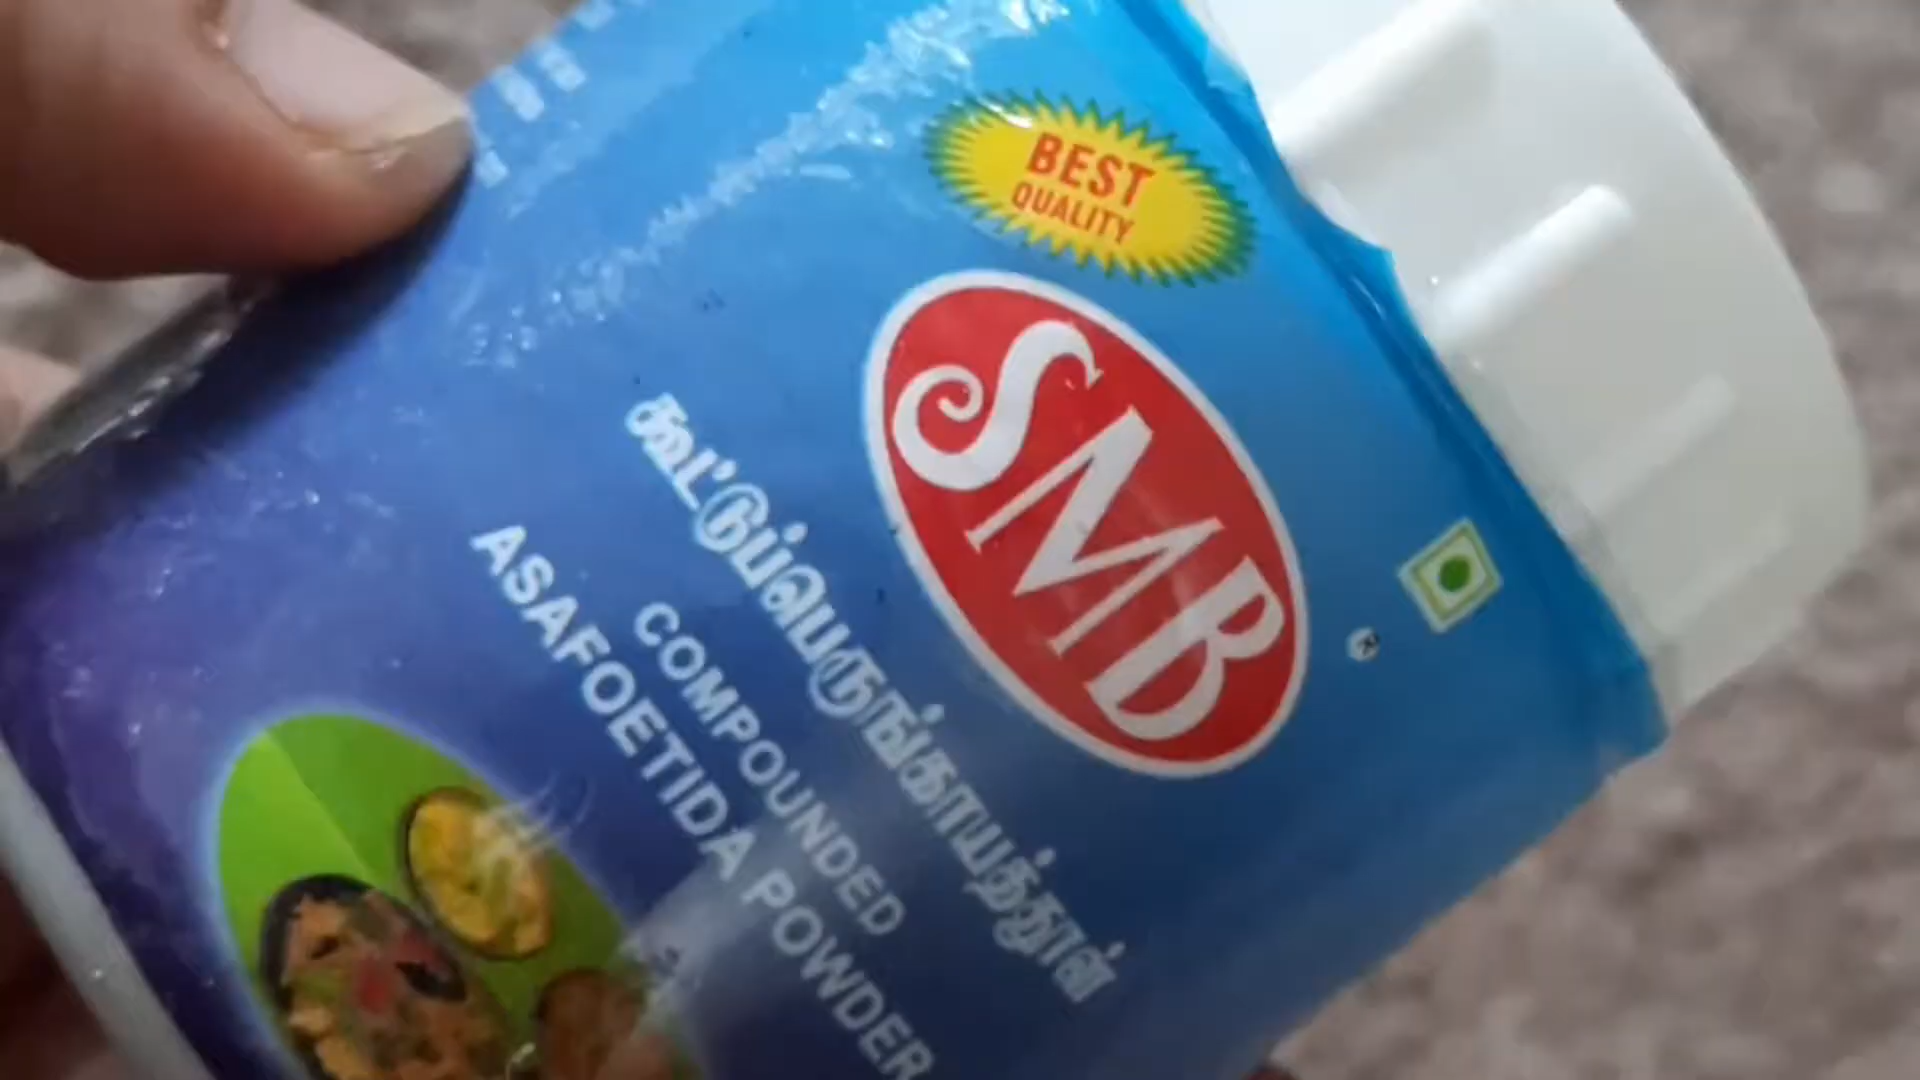 BEST
QUALITY
SMB
®
கூட்டுப்பெருங்காயத்தூள்
COMPOUNDED
ASAFOETIDA POWDER